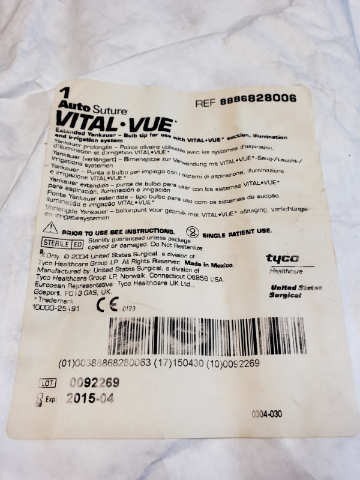 1
Auto Suture*
VITAL•VUE*
REF 8886828006
Extended Yankauer – Bulb tip for use with VITAL•VUE* suction, illumination
and irrigation system
Yankauer prolongée - Pointe olivaire utilisable avec les systèmes d'aspiration,
d'illumination et d'irrigation VITAL•VUE*
Yankauer (verlängert) - zur Verwendung mit VITAL•VUE*-Saug-/Leucht-/
Irrigations systemen
Yankauer - Punta a bulbo per impiego con i sistemi di aspirazione, illuminazione
e irrigazione VITAL•VUE*
Yankauer extendido - punta de bulbo para usar con los sistemas VITAL•VUE*
para aspiración, iluminación e irrigación
Ponta Yankauer estendida - tipo bulbo para uso com os sistemas de sucção,
iluminação e irrigação VITAL•VUE*
Verlengde Yankauer - bolpunt voor gebruik met VITAL•VUE* afzuiging, verlichtings-
en irrigatiesysteem
PRIOR TO USE SEE INSTRUCTIONS. 2 SINGLE PATIENT USE.
STERILE EO Sterility guaranteed unless package
opened or damaged. Do Not Resterilize.
Rx Only © 2004 United States Surgical, a division of
Tyco Healthcare Group LP. All Rights Reserved. Made in Mexico.
Manufactured by United States Surgical, a division of
Tyco Healthcare Group LP, Norwalk, Connecticut 06856 USA.
European Representative: Tyco Healthcare UK Ltd.,
Gosport, PO13 0AS, UK
* Trademark
10000-25191
CE 0123
tyco
Healthcare
United States
Surgical
(01)00388868280063 (17)150430 (10)0092269
LOT 0092269
Exp: 2015-04
0304-030